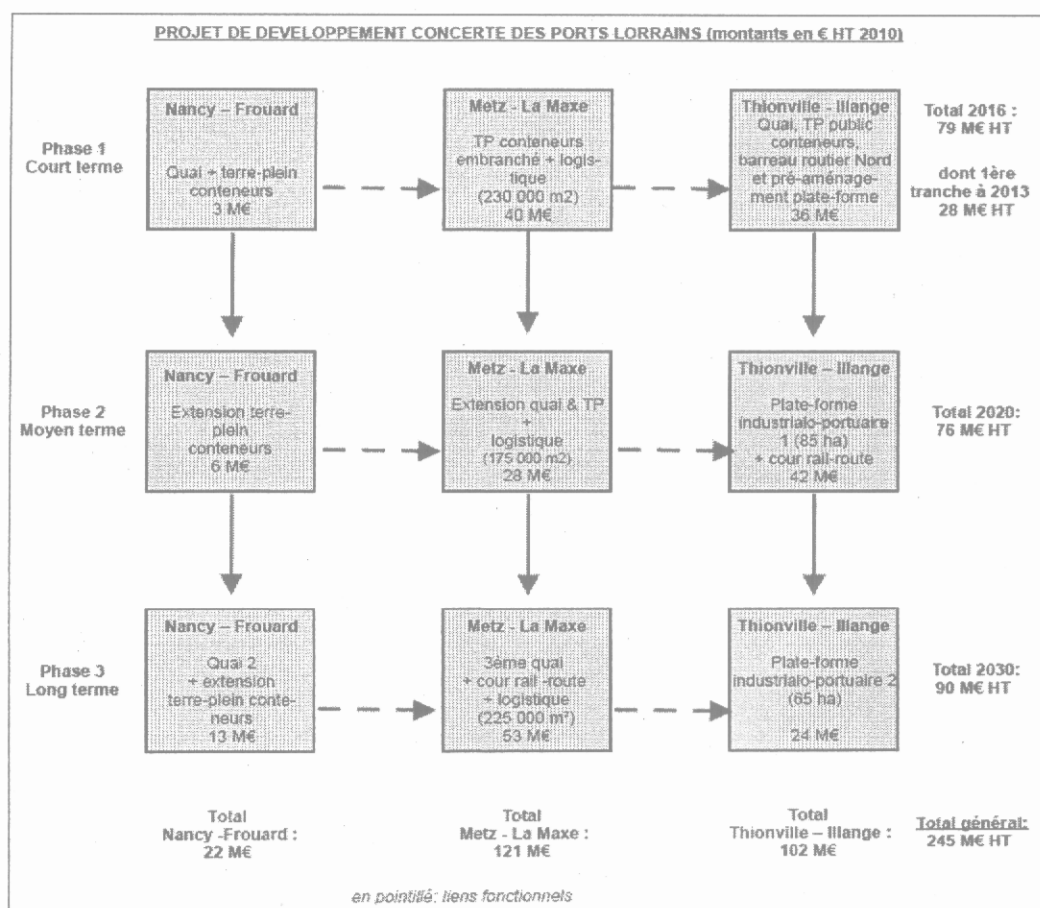 PROJET DE DEVELOPPEMENT CONCERTE DES PORTS LORRAINS (montants en € HT 2010)
Phase 1
Court terme
Nancy – Frouard
Quai + terre-plein
conteneurs
3 M€
Metz - La Maxe
TP conteneurs
embranché + logis-
tique
(230 000 m2)
40 M€
Thionville - Illange
Quai, TP public
conteneurs,
barreau routier Nord
et pré-aménage-
ment plate-forme
36 M€
Total 2016 :
79 M€ HT
dont 1ère
tranche à 2013
28 M€ HT
Phase 2
Moyen terme
Nancy – Frouard
Extension terre-
plein
conteneurs
6 M€
Metz - La Maxe
Extension quai & TP
+
logistique
(175 000 m2)
28 M€
Thionville – Illange
Plate-forme
industrialo-portuaire
1 (85 ha)
+ cour rail-route
42 M€
Total 2020:
76 M€ HT
Phase 3
Long terme
Nancy – Frouard
Quai 2
+ extension
terre-plein conte-
neurs
13 M€
Metz - La Maxe
3ème quai
+ cour rail -route
+ logistique
(225 000 m²)
53 M€
Thionville – Illange
Plate-forme
industrialo-portuaire 2
(65 ha)
24 M€
Total 2030:
90 M€ HT
Total
Nancy -Frouard :
22 M€
Total
Metz - La Maxe :
121 M€
Total
Thionville – Illange :
102 M€
Total général:
245 M€ HT
en pointillé: liens fonctionnels